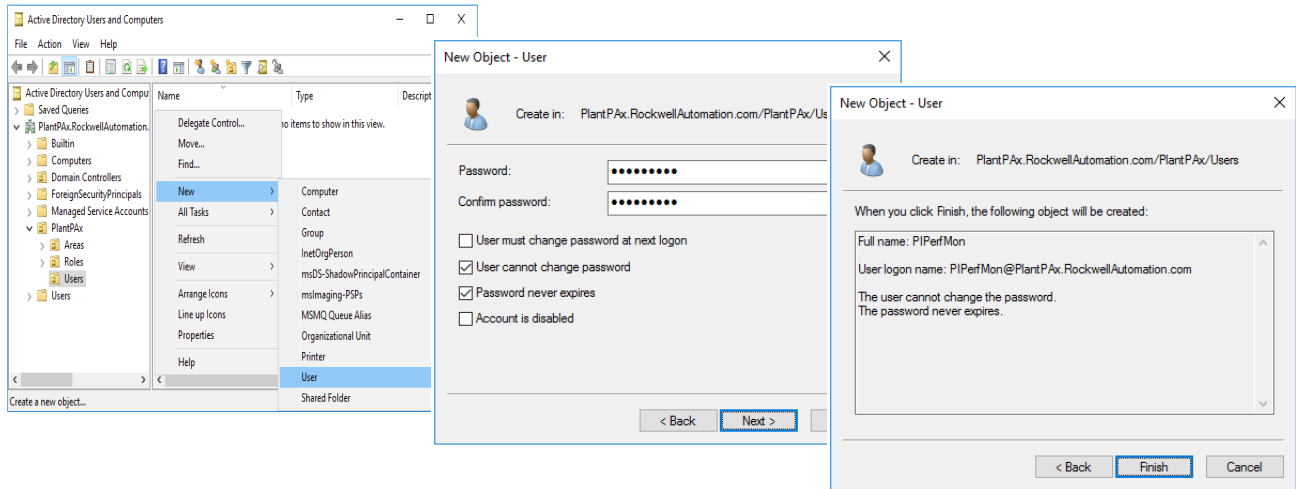 Active Directory Users and Computers
File Action View Help
Active Directory Users and Comput
Saved Queries
PlantPAx.RockwellAutomation.
Builtin
Computers
Domain Controllers
ForeignSecurityPrincipals
Managed Service Accounts
PlantPAx
Areas
Roles
Users
Users
Name Type Descript
no items to show in this view.
Delegate Control...
Move...
Find...
New
All Tasks
Refresh
View
Arrange Icons
Line up Icons
Properties
Help
Computer
Contact
Group
InetOrgPerson
msDS-ShadowPrincipalContainer
msImaging-PSPs
MSMQ Queue Alias
Organizational Unit
Printer
User
Shared Folder
Create a new object...
New Object - User
Create in: PlantPAx.RockwellAutomation.com/PlantPAx/Us
Password: •••••••••
Confirm password: •••••••••
User must change password at next logon
User cannot change password
Password never expires
Account is disabled
< Back Next >
New Object - User
Create in: PlantPAx.RockwellAutomation.com/PlantPAx/Users
When you click Finish, the following object will be created:
Full name: PIPerfMon
User logon name: PIPerfMon@PlantPAx.RockwellAutomation.com
The user cannot change the password.
The password never expires.
< Back Finish Cancel